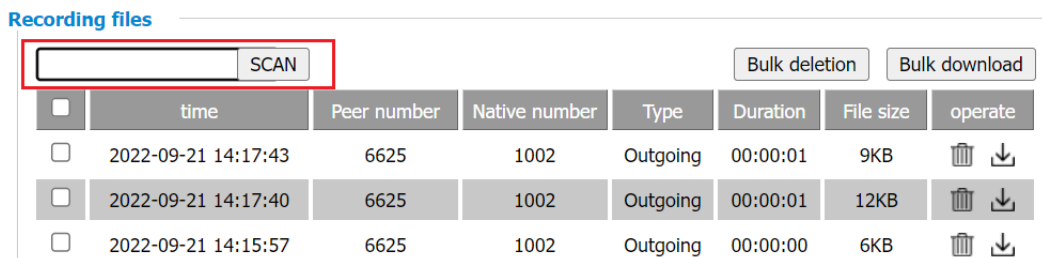 Recording files
SCAN Bulk deletion Bulk download
time Peer number Native number Type Duration File size operate
2022-09-21 14:17:43 6625 1002 Outgoing 00:00:01 9KB
2022-09-21 14:17:40 6625 1002 Outgoing 00:00:01 12KB
2022-09-21 14:15:57 6625 1002 Outgoing 00:00:00 6KB